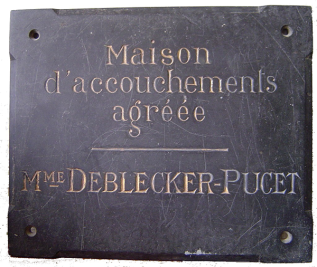 Maison
d'accouchements
agréée
Mme DEBLECKER-PUCET